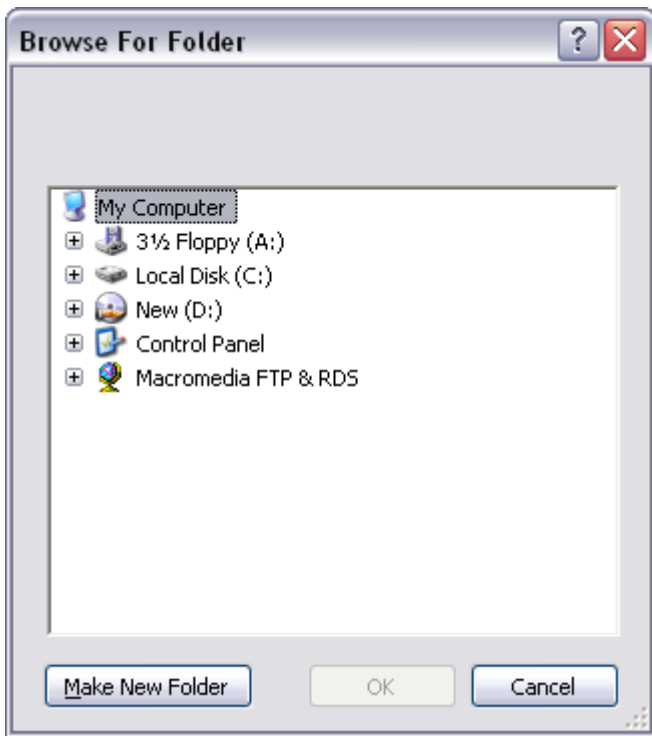 Browse For Folder
My Computer
3½ Floppy (A:)
Local Disk (C:)
New (D:)
Control Panel
Macromedia FTP & RDS
Make New Folder OK Cancel